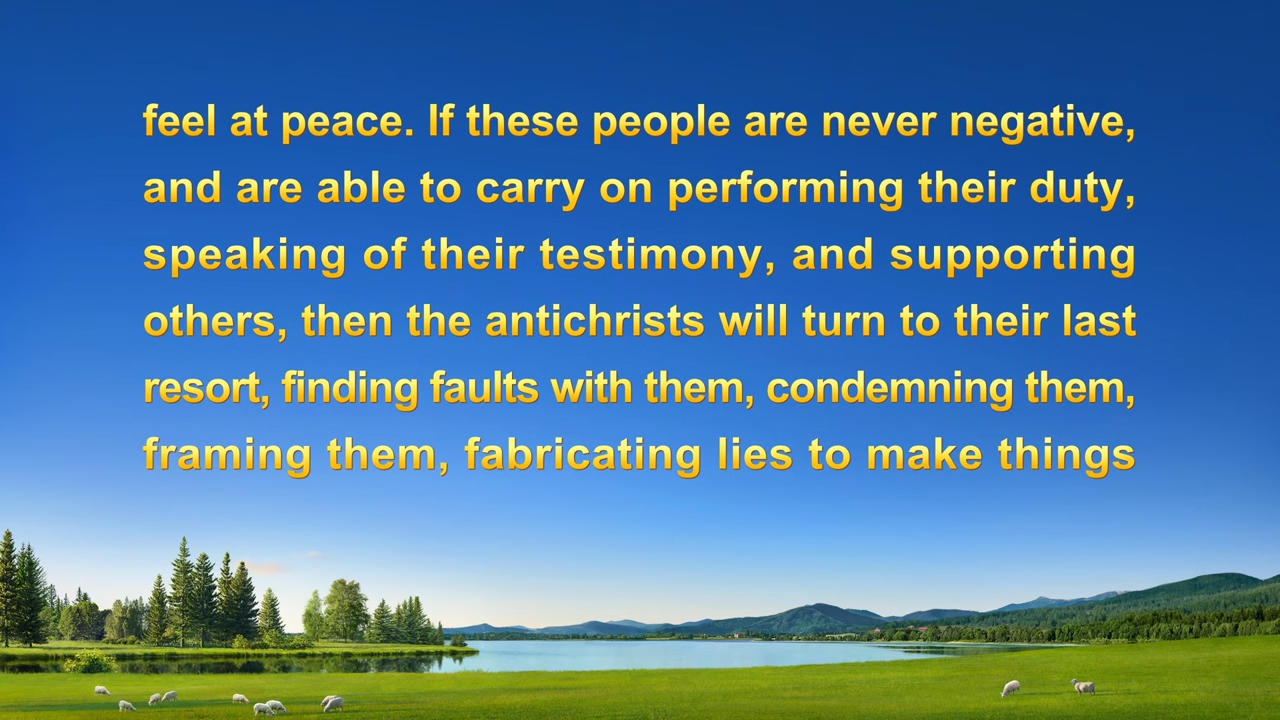 feel at peace. If these people are never negative,
and are able to carry on performing their duty,
speaking of their testimony, and supporting
others, then the antichrists will turn to their last
resort, finding faults with them, condemning them,
framing them, fabricating lies to make things